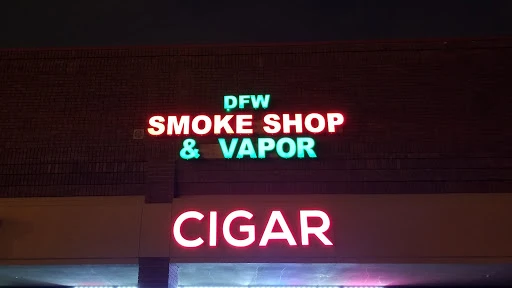 DFW
SMOKE SHOP
& VAPOR
CIGAR